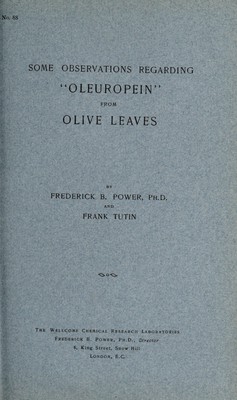 No. 88
SOME OBSERVATIONS REGARDING
"OLEUROPEIN"
FROM
OLIVE LEAVES
BY
FREDERICK B. POWER, PH.D.
AND
FRANK TUTIN
THE WELLCOME CHEMICAL RESEARCH LABORATORIES
FREDERICK B. POWER, PH.D., Director
6, King Street, Snow Hill
LONDON, E.C.